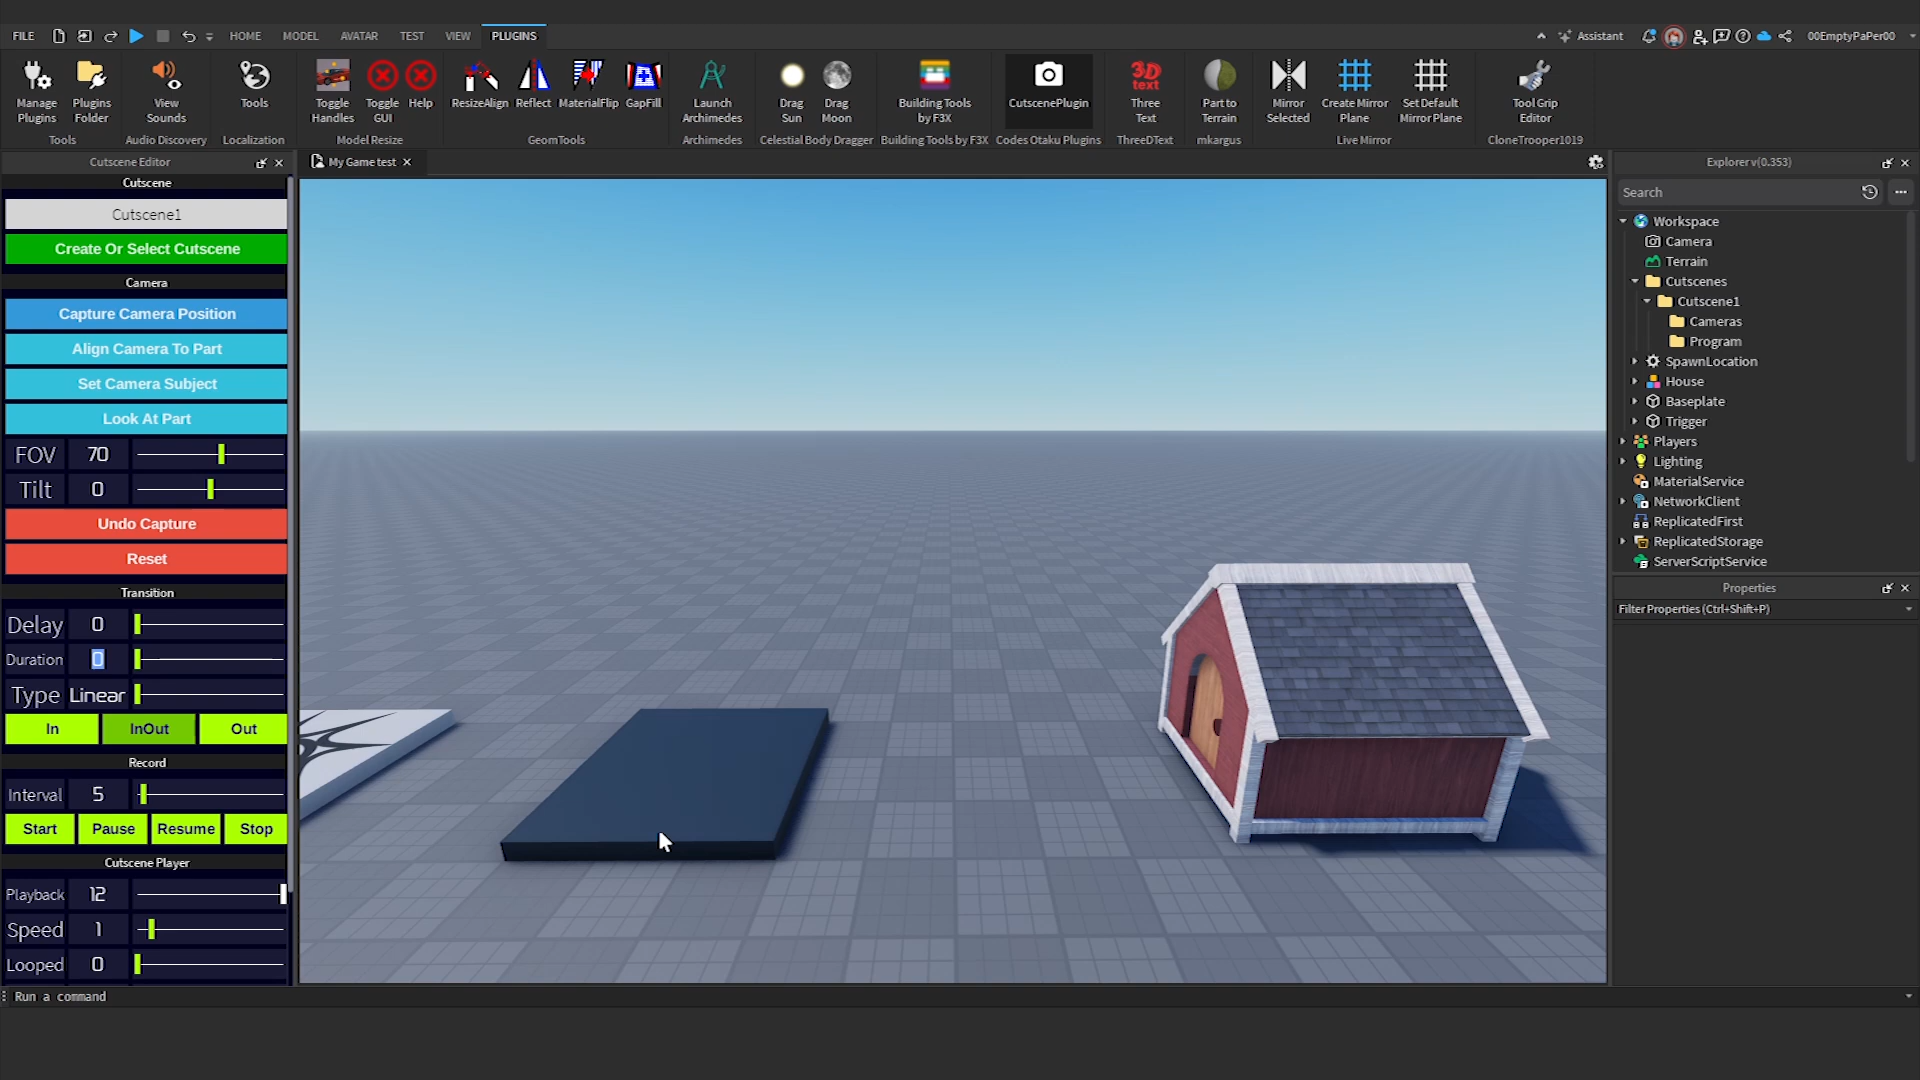 FILE HOME MODEL AVATAR TEST VIEW PLUGINS Assistant 00EmptyPaPer00
Manage Plugins
Plugins Folder
Tools
View Sounds
Audio Discovery
Tools
Localization
Toggle Handles
Toggle GUI
Help
Model Resize
ResizeAlign
Reflect
MaterialFlip
GapFill
GeomTools
Launch Archimedes
Archimedes
Drag Sun
Drag Moon
Celestial Body Dragger
Building Tools by F3X
Building Tools by F3X
CutscenePlugin
Codes Otaku Plugins
3D text
Three Text
ThreeDText
Part to Terrain
mkargus
Mirror Selected
Create Mirror Plane
Set Default Mirror Plane
Live Mirror
Tool Grip Editor
CloneTrooper1019
Cutscene Editor
Cutscene
Cutscene1
Create Or Select Cutscene
Camera
Capture Camera Position
Align Camera To Part
Set Camera Subject
Look At Part
FOV 70
Tilt 0
Undo Capture
Reset
Transition
Delay 0
Duration 0
Type Linear
In InOut Out
Record
Interval 5
Start Pause Resume Stop
Cutscene Player
Playback 12
Speed 1
Looped 0
My Game test
Explorer v(0.353)
Search
Workspace
Camera
Terrain
Cutscenes
Cutscene1
Cameras
Program
SpawnLocation
House
Baseplate
Trigger
Players
Lighting
MaterialService
NetworkClient
ReplicatedFirst
ReplicatedStorage
ServerScriptService
Properties
Filter Properties (Ctrl+Shift+P)
Run a command